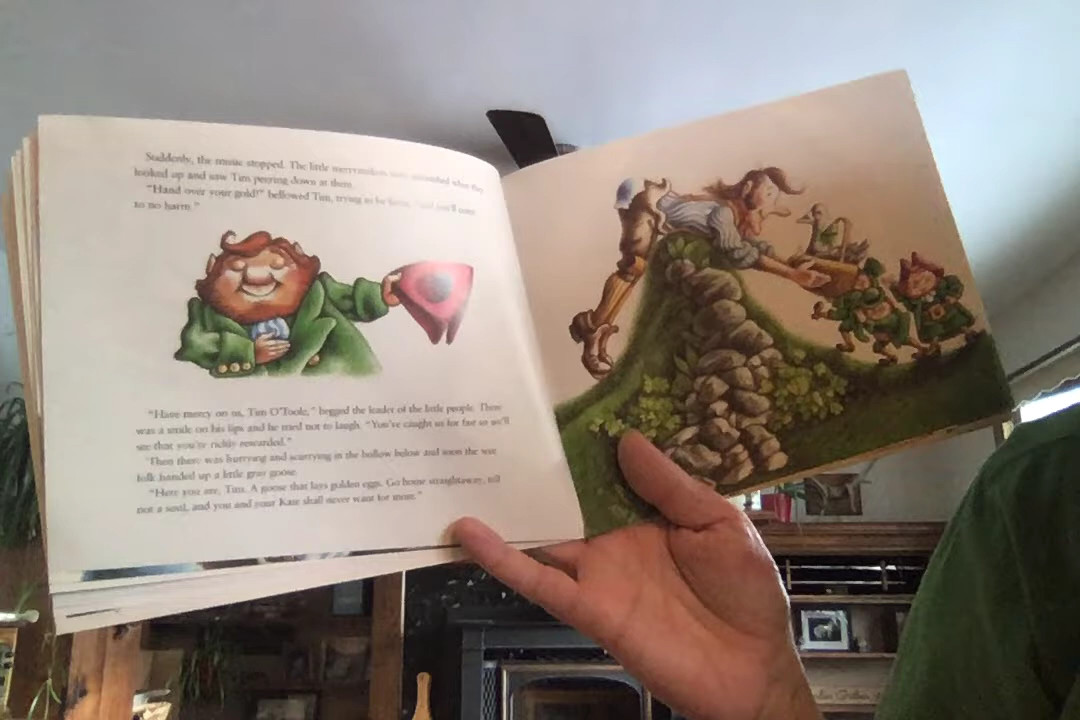 Suddenly, the music stopped. The little merrymakers were astonished when they
looked up and saw Tim peering down at them.
"Hand over your gold!" bellowed Tim, trying to be fierce, "and you'll come
to no harm."
"Have mercy on us, Tim O'Toole," begged the leader of the little people. There
was a smile on his lips and he tried not to laugh. "You've caught us fair so we'll
see that you're richly rewarded."
Then there was hurrying and scurrying in the hollow below and soon the wee
folk handed up a little gray goose.
"Here you are, Tim. A goose that lays golden eggs. Go home straightaway, tell
not a soul, and you and your Kate shall never want for more."